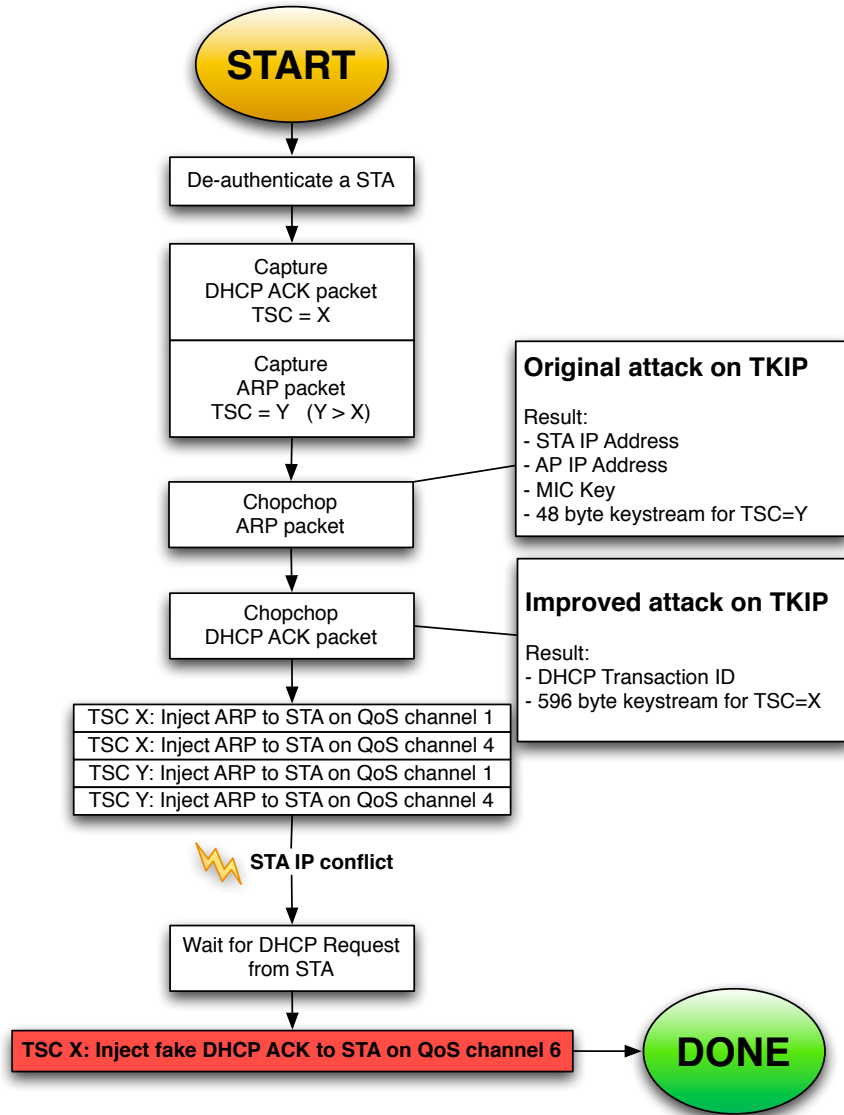 START
De-authenticate a STA
Capture
DHCP ACK packet
TSC = X
Capture
ARP packet
TSC = Y (Y > X)
Chopchop
ARP packet
Original attack on TKIP
Result:
- STA IP Address
- AP IP Address
- MIC Key
- 48 byte keystream for TSC=Y
Chopchop
DHCP ACK packet
Improved attack on TKIP
Result:
- DHCP Transaction ID
- 596 byte keystream for TSC=X
TSC X: Inject ARP to STA on QoS channel 1
TSC X: Inject ARP to STA on QoS channel 4
TSC Y: Inject ARP to STA on QoS channel 1
TSC Y: Inject ARP to STA on QoS channel 4
STA IP conflict
Wait for DHCP Request
from STA
TSC X: Inject fake DHCP ACK to STA on QoS channel 6
DONE